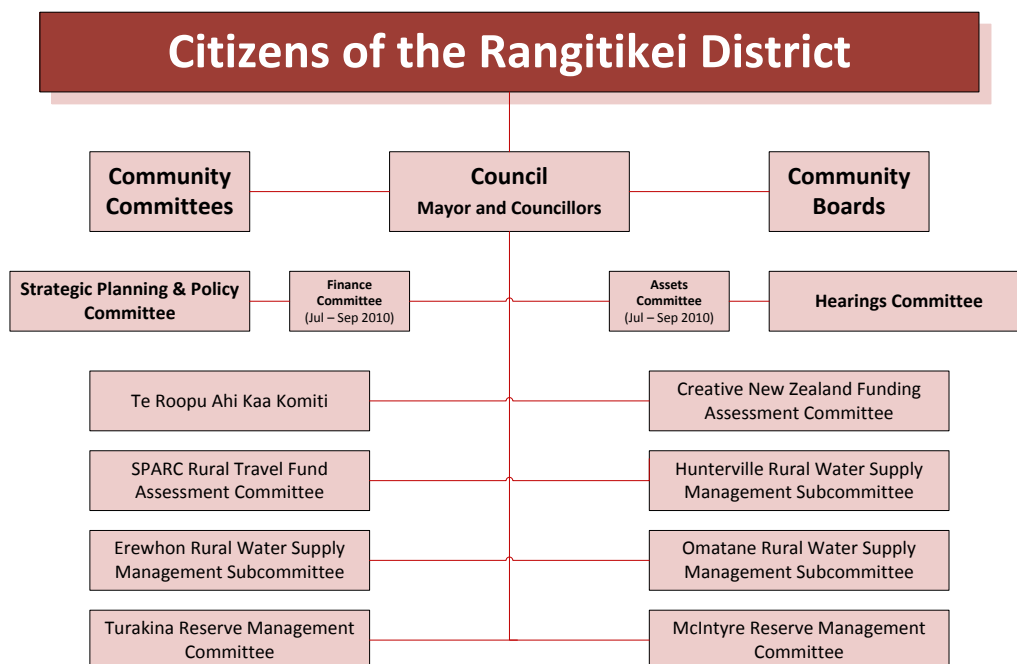 Citizens of the Rangitikei District
Community
Committees
Council
Mayor and Councillors
Community
Boards
Strategic Planning & Policy
Committee
Finance
Committee
(Jul – Sep 2010)
Assets
Committee
(Jul – Sep 2010)
Hearings Committee
Te Roopu Ahi Kaa Komiti
Creative New Zealand Funding
Assessment Committee
SPARC Rural Travel Fund
Assessment Committee
Hunterville Rural Water Supply
Management Subcommittee
Erewhon Rural Water Supply
Management Subcommittee
Omatane Rural Water Supply
Management Subcommittee
Turakina Reserve Management
Committee
McIntyre Reserve Management
Committee